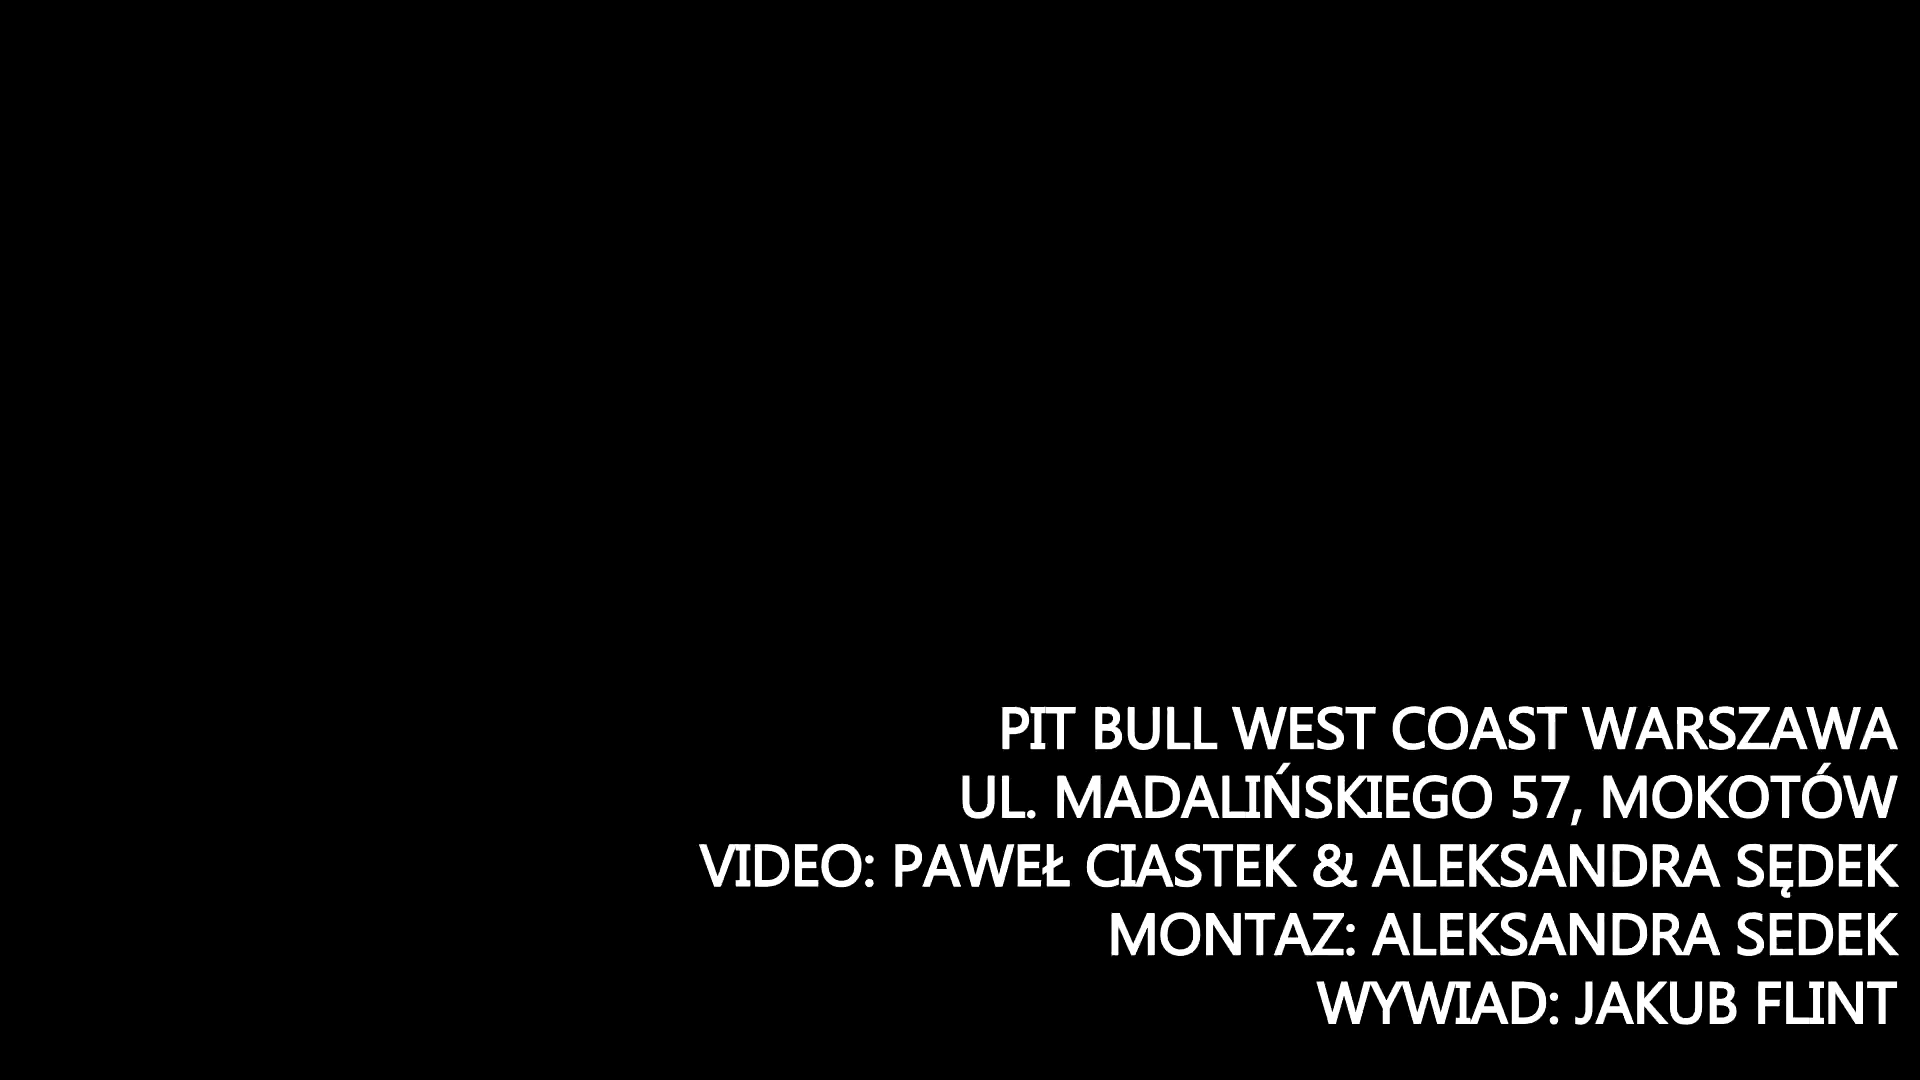 PIT BULL WEST COAST WARSZAWA
UL. MADALIŃSKIEGO 57, MOKOTÓW
VIDEO: PAWEŁ CIASTEK & ALEKSANDRA SĘDEK
MONTAZ: ALEKSANDRA SEDEK
WYWIAD: JAKUB FLINT